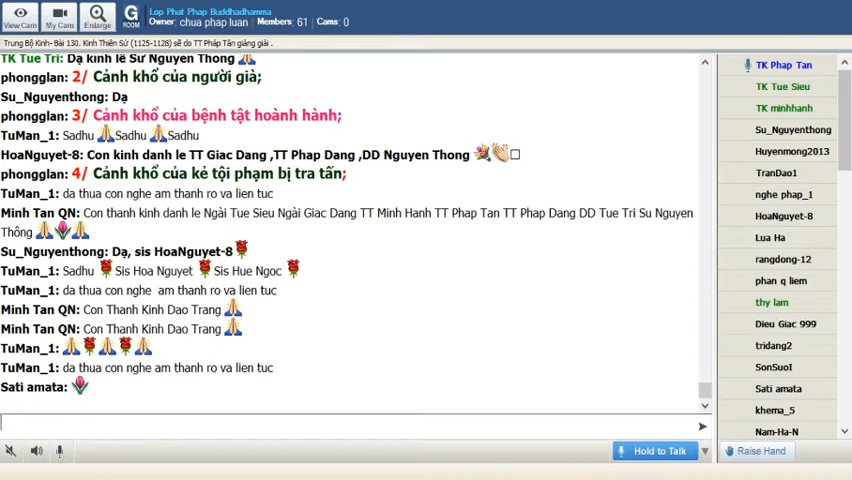 Lop Phat Phap Buddhadhamma
Owner: chua phap luan Members: 61 Cams: 0
View Cam
My Cam
Enlarge
G
ROOM
Trung Bộ Kinh- Bài 130. Kinh Thiên Sứ (1125-1128) sẽ do TT Pháp Tân giảng giải .
TK Tue Tri: Dạ kinh lễ Sư Nguyen Thong
phongglan: 2/ Cảnh khổ của người già;
Su_Nguyenthong: Dạ
phongglan: 3/ Cảnh khổ của bệnh tật hoành hành;
TuMan_1: Sadhu Sadhu Sadhu
HoaNguyet-8: Con kinh danh le TT Giac Dang ,TT Phap Dang ,DD Nguyen Thong
phongglan: 4/ Cảnh khổ của kẻ tội phạm bị tra tấn;
TuMan_1: da thua con nghe am thanh ro va lien tuc
Minh Tan QN: Con thanh kinh danh le Ngài Tue Sieu Ngài Giac Dang TT Minh Hanh TT Phap Tan TT Phap Dang DD Tue Tri Su Nguyen
Thông
Su_Nguyenthong: Dạ, sis HoaNguyet-8
TuMan_1: Sadhu Sis Hoa Nguyet Sis Hue Ngoc
TuMan_1: da thua con nghe am thanh ro va lien tuc
Minh Tan QN: Con Thanh Kinh Dao Trang
Minh Tan QN: Con Thanh Kinh Dao Trang
TuMan_1:
TuMan_1: da thua con nghe am thanh ro va lien tuc
Sati amata:
Hold to Talk
TK Phap Tan
TK Tue Sieu
TK minhhanh
Su_Nguyenthong
Huyenmong2013
TranDao1
nghe phap_1
HoaNguyet-8
Lua Ha
rangdong-12
phan q liem
thy lam
Dieu Giac 999
tridang2
SonSuoI
Sati amata
khema_5
Nam-Ha-N
Raise Hand